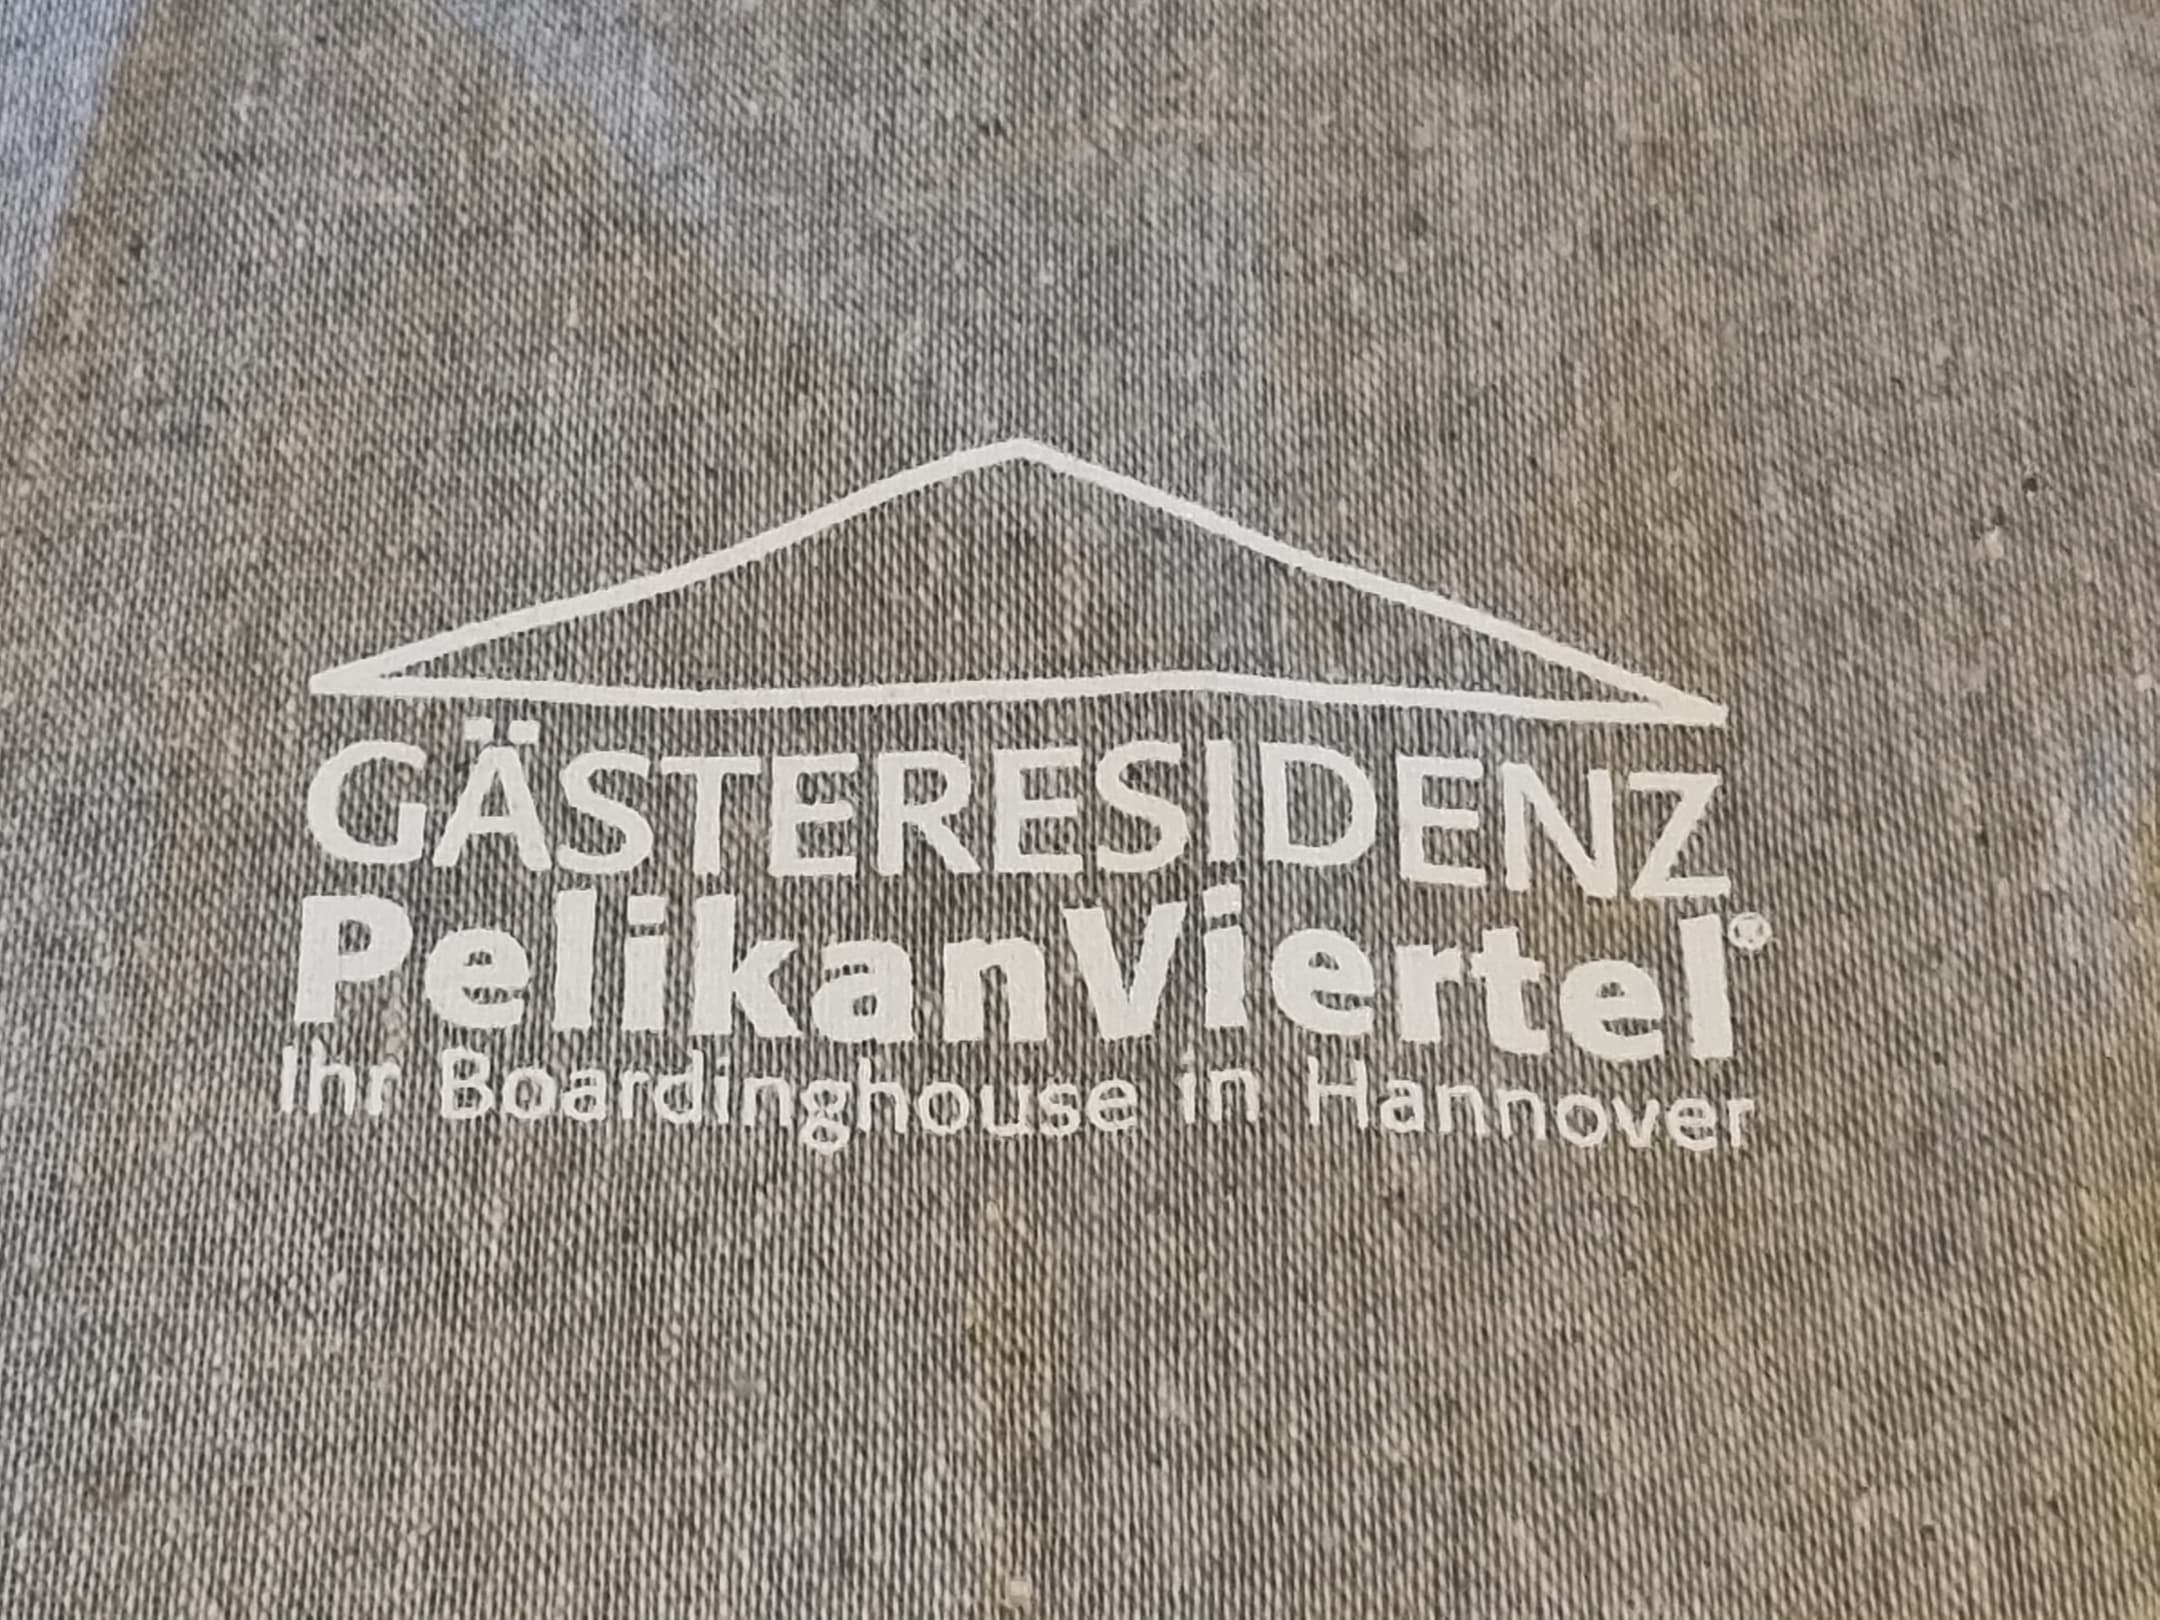 GÄSTERESIDENZ
PelikanViertel®
Ihr Boardinghouse in Hannover